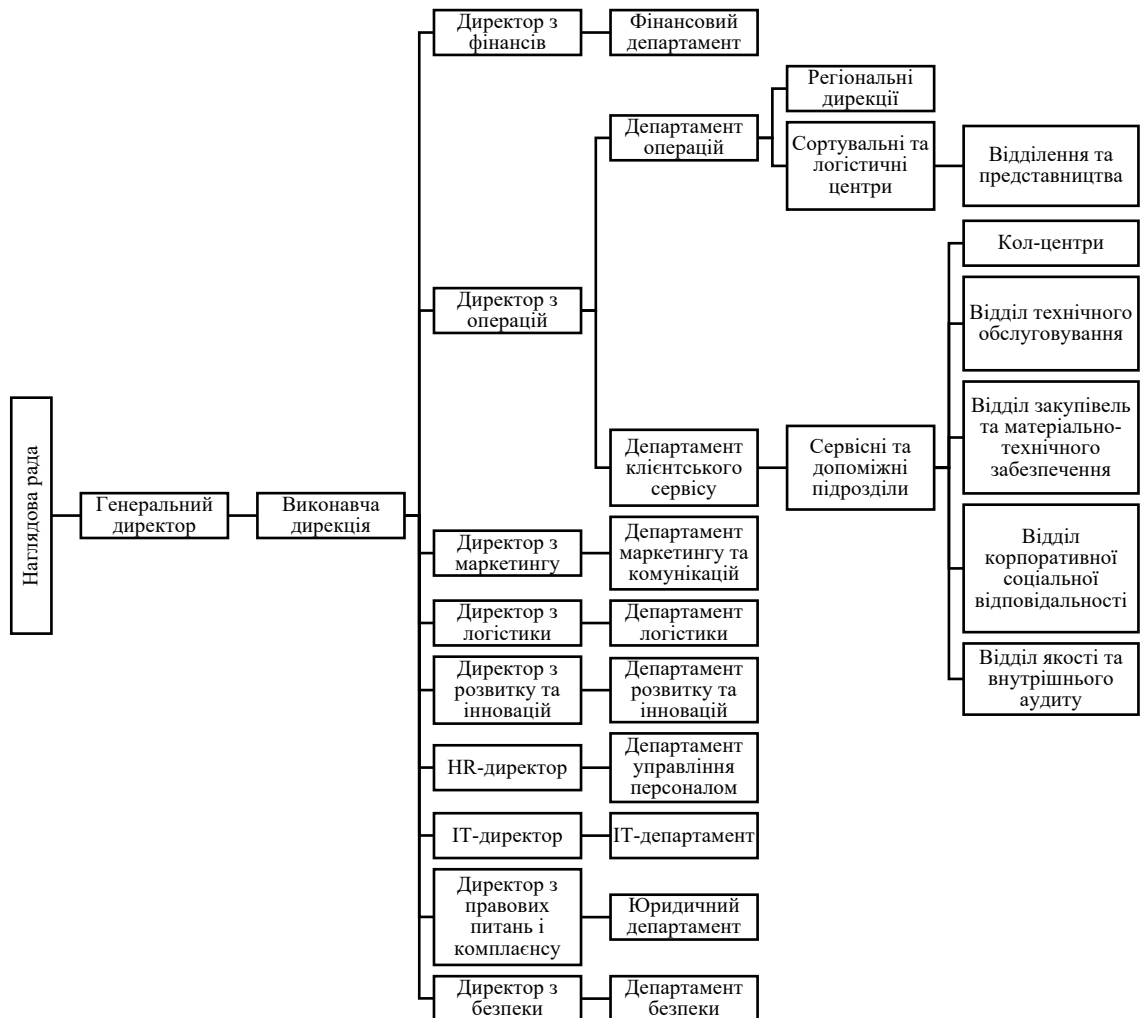 Наглядова рада
Генеральний
директор
Виконавча
дирекція
Директор з
фінансів
Фінансовий
департамент
Директор з
операцій
Департамент
операцій
Регіональні
дирекції
Сортувальні та
логістичні
центри
Відділення та
представництва
Департамент
клієнтського
сервісу
Сервісні та
допоміжні
підрозділи
Кол-центри
Відділ технічного
обслуговування
Відділ закупівель
та матеріально-
технічного
забезпечення
Відділ
корпоративної
соціальної
відповідальності
Відділ якості та
внутрішнього
аудиту
Директор з
маркетингу
Департамент
маркетингу та
комунікацій
Директор з
логістики
Департамент
логістики
Директор з
розвитку та
інновацій
Департамент
розвитку та
інновацій
HR-директор
Департамент
управління
персоналом
ІТ-директор
ІТ-департамент
Директор з
правових
питань і
комплаєнсу
Юридичний
департамент
Директор з
безпеки
Департамент
безпеки